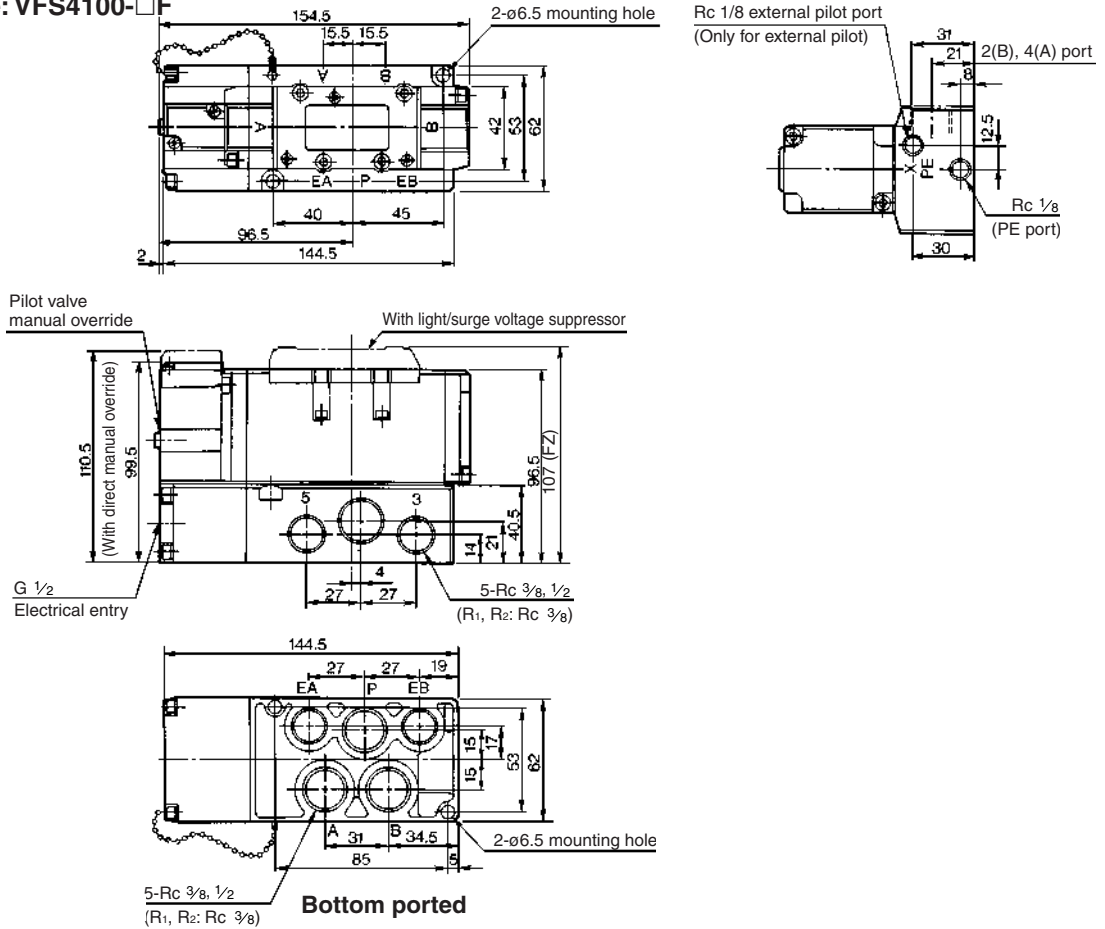 : VFS4100-□F
154.5
2-ø6.5 mounting hole
15.5 15.5
A B
A B
42
53
62
EA P EB
40 45
96.5
2 144.5
Rc 1/8 external pilot port
(Only for external pilot)
31
21
2(B), 4(A) port
8
12.5
X
PE
Rc 1/8
(PE port)
30
Pilot valve
manual override
With light/surge voltage suppressor
110.5
(With direct manual override)
99.5
96.5
107 (FZ)
5 3
40.5
21
14
4
27 27
G 1/2
Electrical entry
5-Rc 3/8, 1/2
(R1, R2: Rc 3/8)
144.5
27 27 19
EA P EB
15
17
15
53
62
A B
31 34.5
2-ø6.5 mounting hole
85 5
5-Rc 3/8, 1/2
(R1, R2: Rc 3/8)
Bottom ported